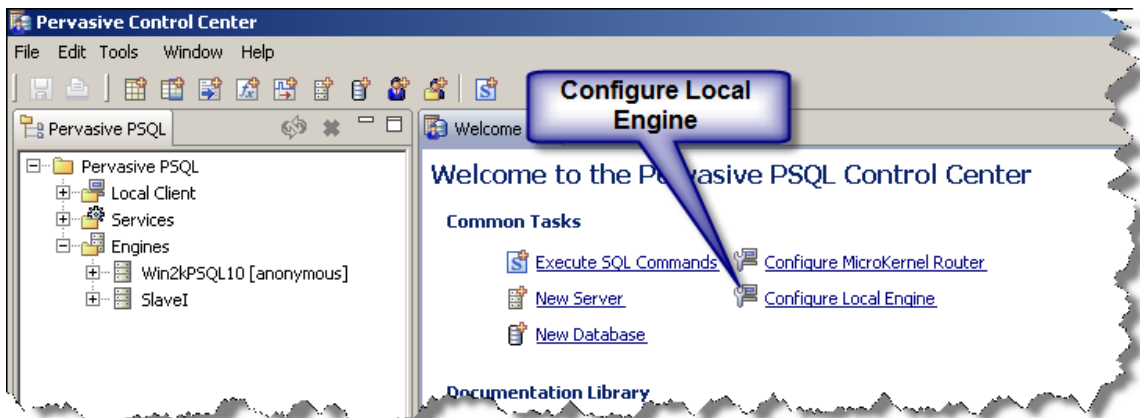 Pervasive Control Center
File Edit Tools Window Help
Configure Local
Engine
Pervasive PSQL
Welcome
Pervasive PSQL
Local Client
Services
Engines
Win2kPSQL10 [anonymous]
SlaveI
Welcome to the Pervasive PSQL Control Center
Common Tasks
Execute SQL Commands
Configure MicroKernel Router
New Server
Configure Local Engine
New Database
Documentation Library